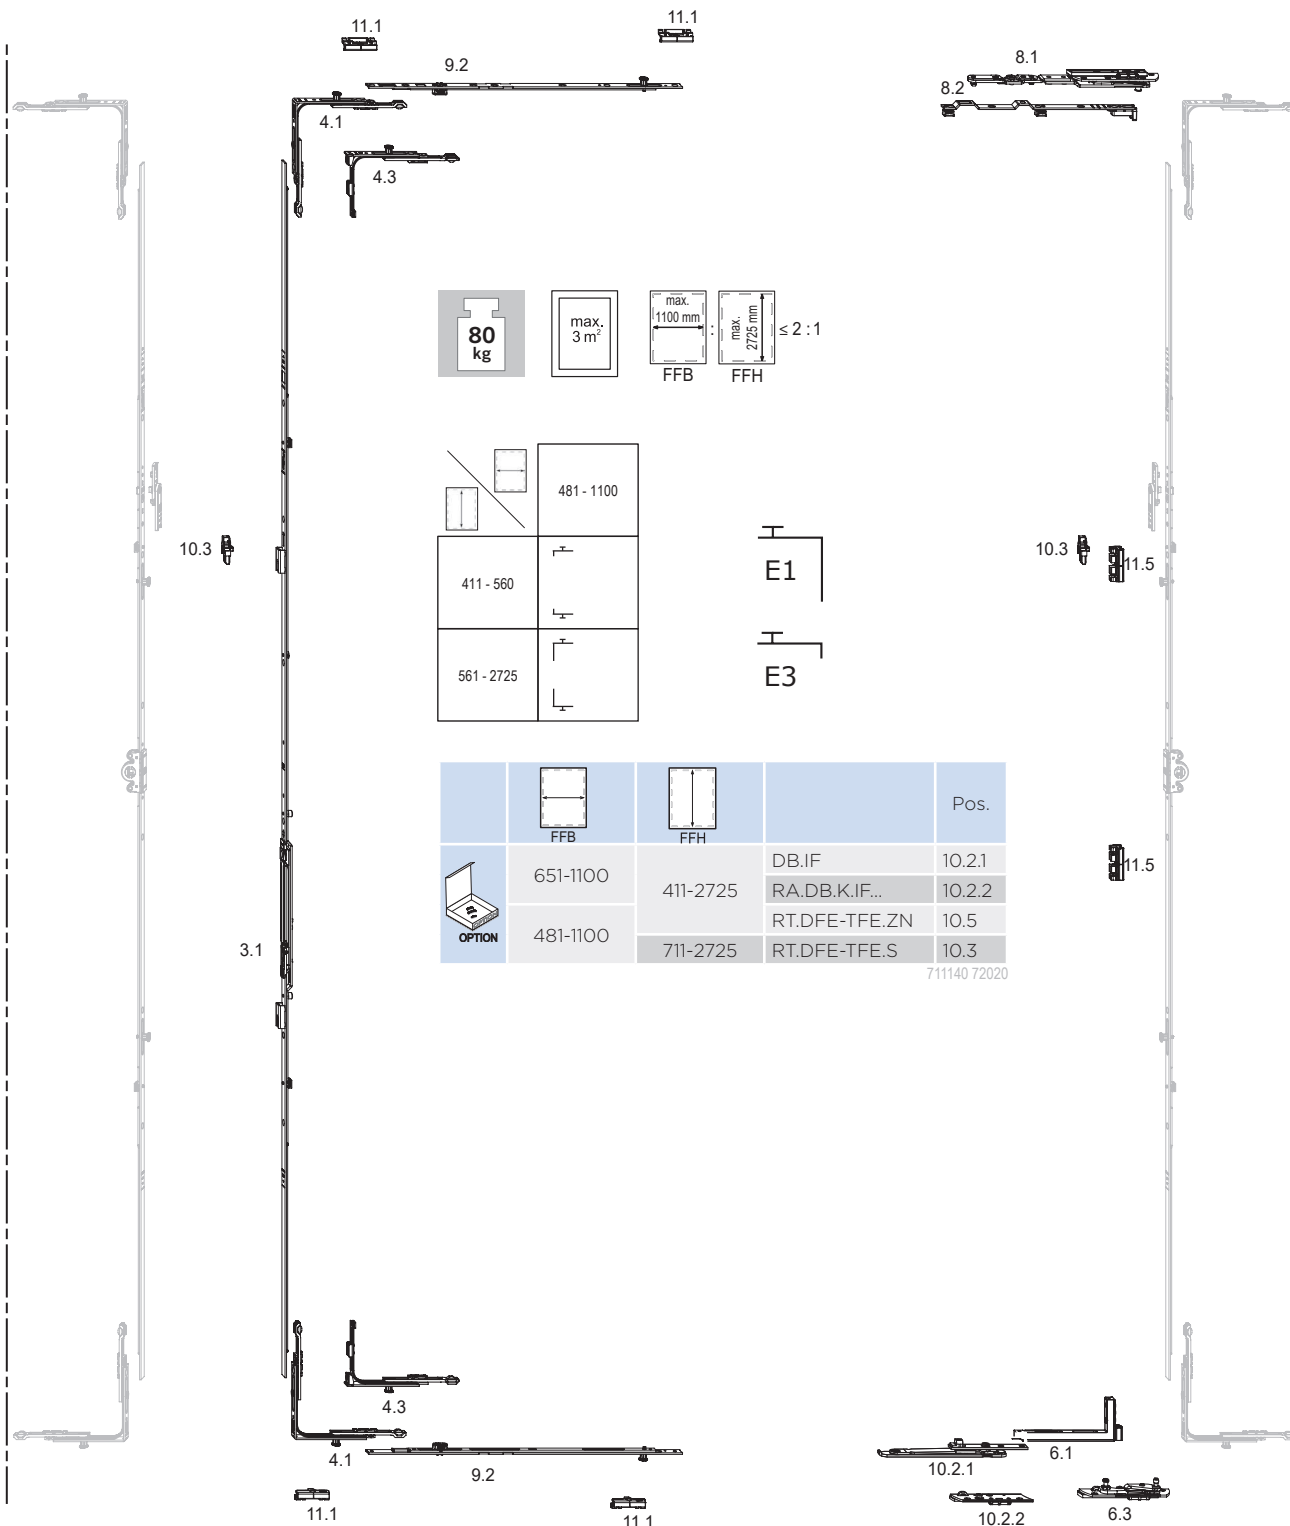 11.1
11.1
9.2
8.1
8.2
4.1
4.3
80
kg
max.
3 m²
max.
1100 mm
FFB
:
max.
2725 mm
FFH
≤ 2 : 1
481 - 1100
411 - 560
561 - 2725
E1
E3
10.3
10.3
11.5
FFB
FFH
Pos.
OPTION
651-1100
481-1100
411-2725
711-2725
DB.IF
10.2.1
RA.DB.K.IF...
10.2.2
RT.DFE-TFE.ZN
10.5
RT.DFE-TFE.S
10.3
711140 72020
11.5
3.1
4.3
4.1
9.2
10.2.1
6.1
11.1
11.1
10.2.2
6.3